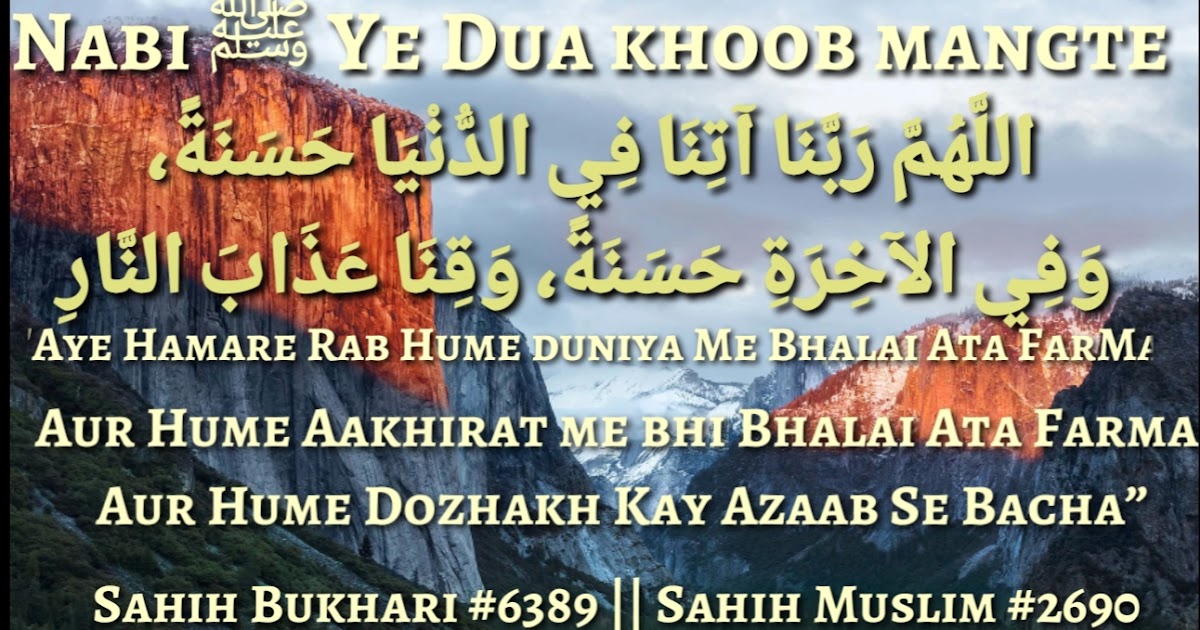 Nabi ﷺ Ye Dua khoob mangte
اللَّهُمَّ رَبَّنَا آتِنَا فِي الدُّنْيَا حَسَنَةً،
وَفِي الآخِرَةِ حَسَنَةً، وَقِنَا عَذَابَ النَّارِ
"Aye Hamare Rab Hume duniya Me Bhalai Ata FarMa
Aur Hume Aakhirat me bhi Bhalai Ata Farma
Aur Hume Dozhakh Kay Azaab Se Bacha”
Sahih Bukhari #6389 || Sahih Muslim #2690